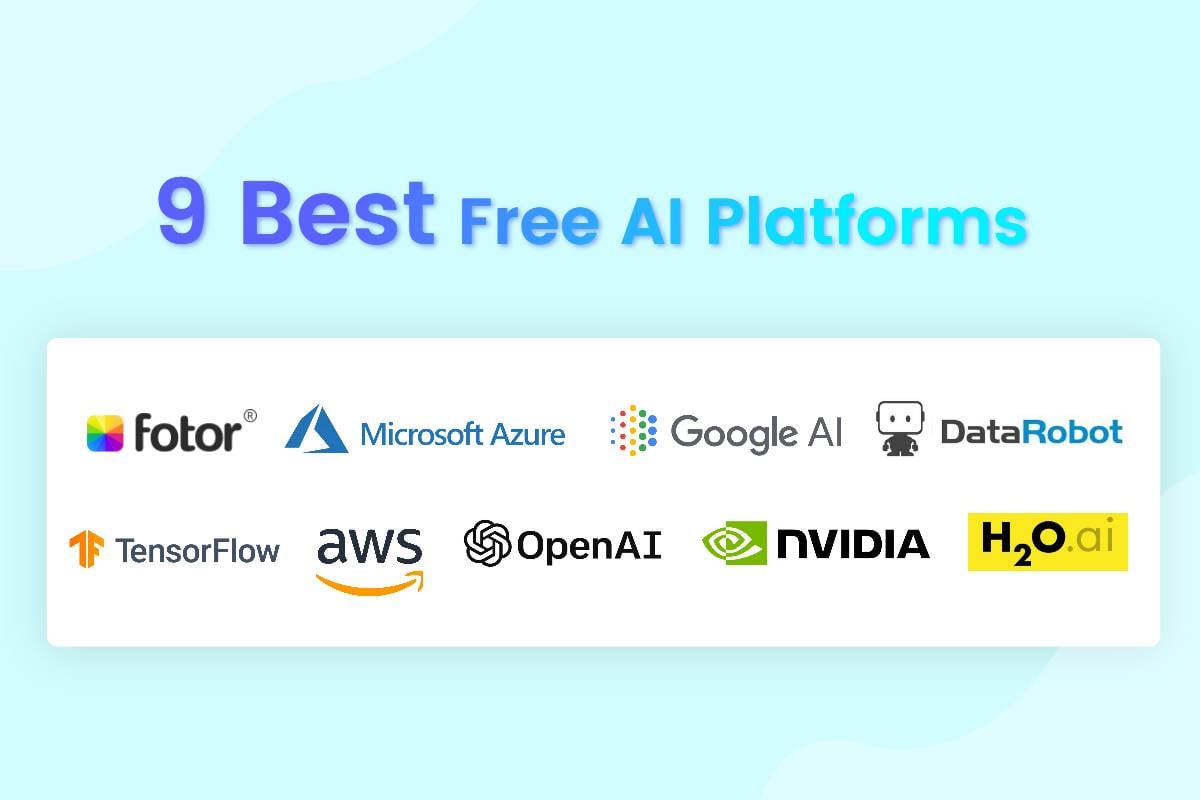 9 Best Free AI Platforms
fotor® Microsoft Azure Google AI DataRobot
TensorFlow aws OpenAI NVIDIA H2O.ai